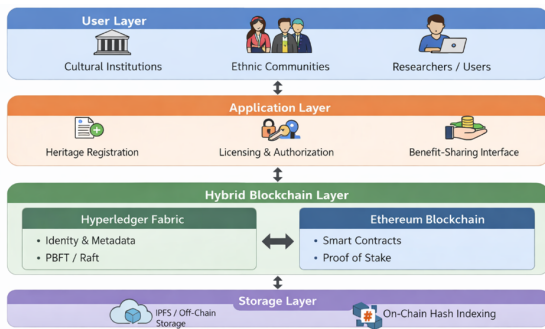 User Layer
Cultural Institutions
Ethnic Communities
Researchers / Users
Application Layer
Heritage Registration
Licensing & Authorization
Benefit-Sharing Interface
Hybrid Blockchain Layer
Hyperledger Fabric
• Identity & Metadata
• PBFT / Raft
Ethereum Blockchain
• Smart Contracts
• Proof of Stake
Storage Layer
IPFS / Off-Chain
Storage
#
On-Chain Hash Indexing